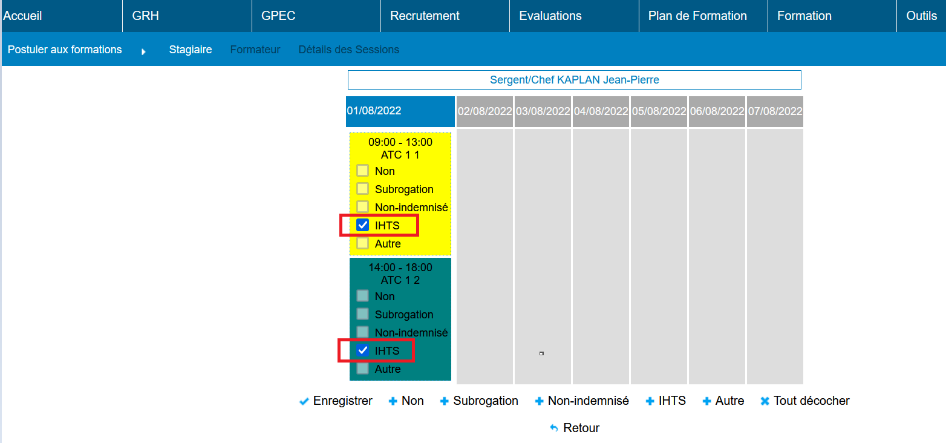 Accueil GRH GPEC Recrutement Evaluations Plan de Formation Formation Outils
Postuler aux formations Stagiaire Formateur Détails des Sessions
Sergent/Chef KAPLAN Jean-Pierre
01/08/2022 02/08/2022 03/08/2022 04/08/2022 05/08/2022 06/08/2022 07/08/2022
09:00 - 13:00
ATC 1 1
Non
Subrogation
Non-indemnisé
IHTS
Autre
14:00 - 18:00
ATC 1 2
Non
Subrogation
Non-indemnisé
IHTS
Autre
Enregistrer Non Subrogation Non-indemnisé IHTS Autre Tout décocher
Retour